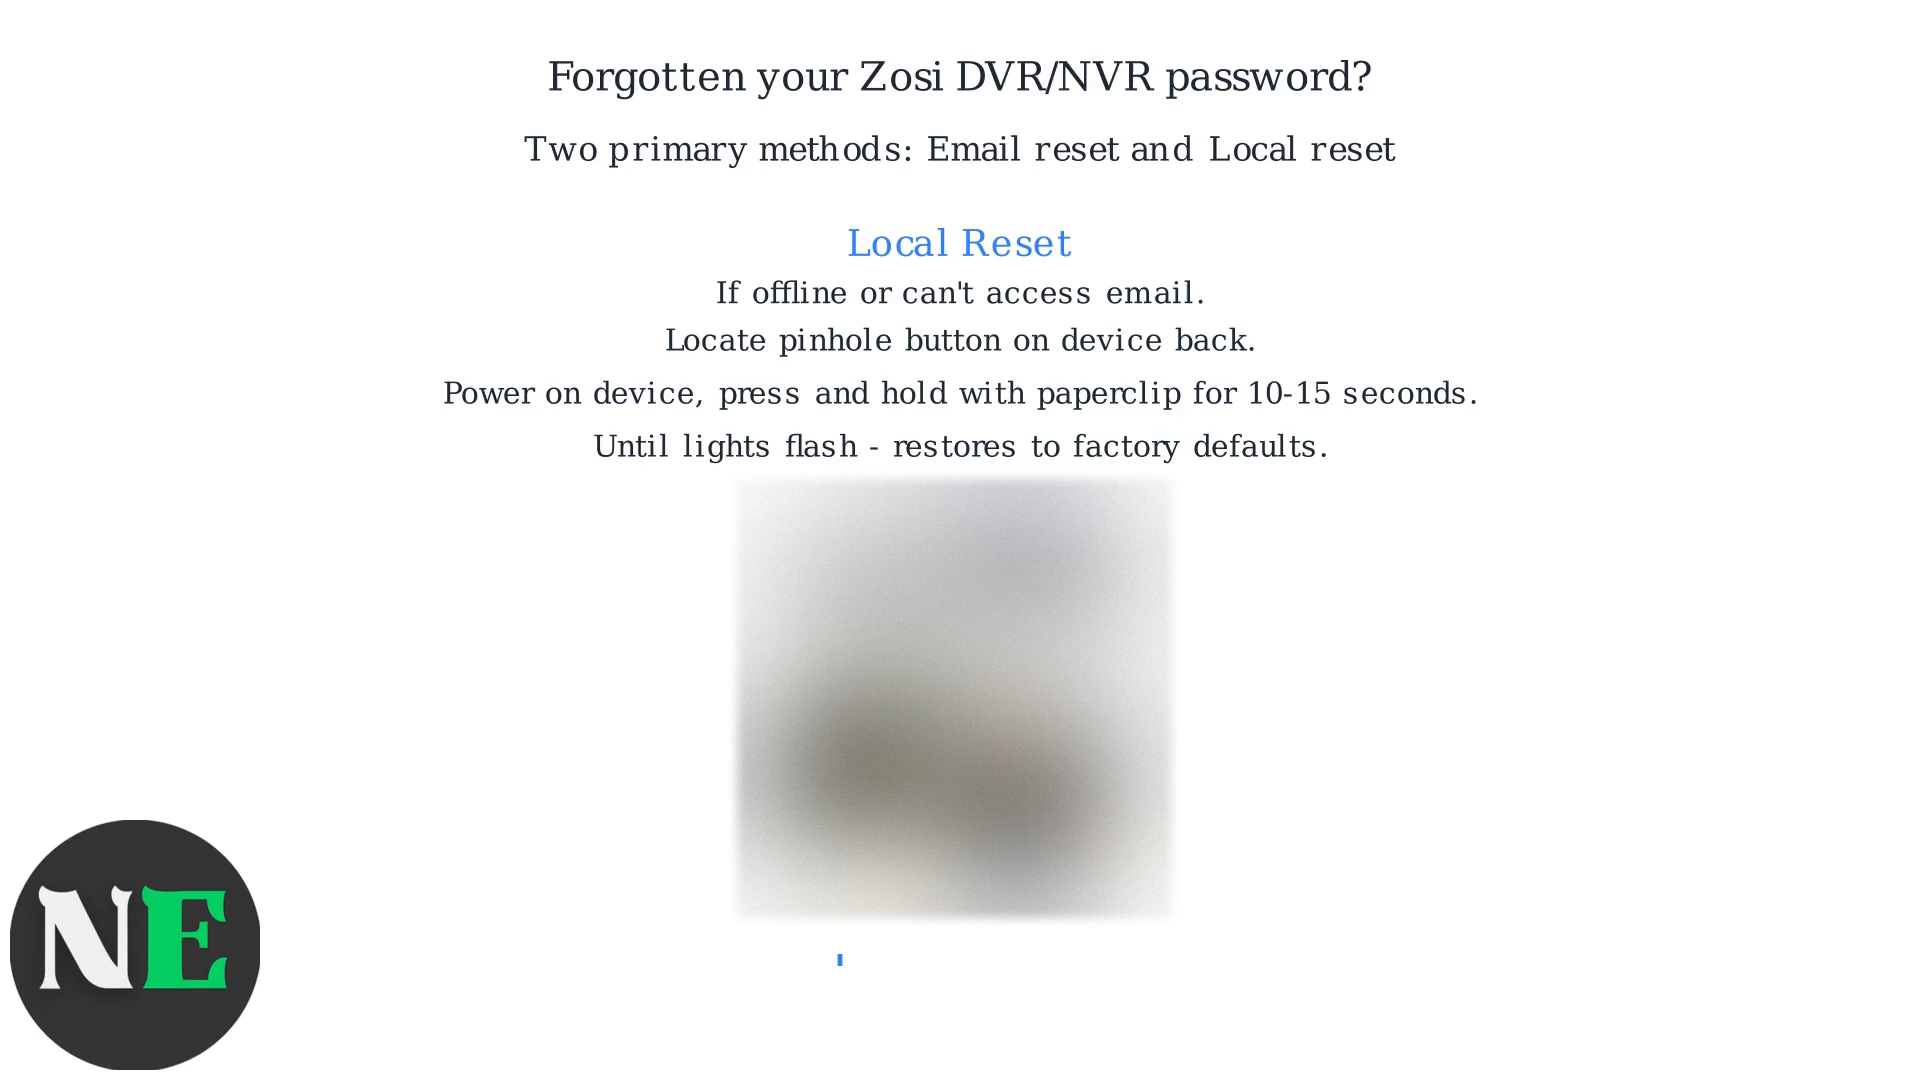 Forgotten your Zosi DVR/NVR password?
Two primary methods: Email reset and Local reset
Local Reset
If offline or can't access email.
Locate pinhole button on device back.
Power on device, press and hold with paperclip for 10-15 seconds.
Until lights flash - restores to factory defaults.
NE